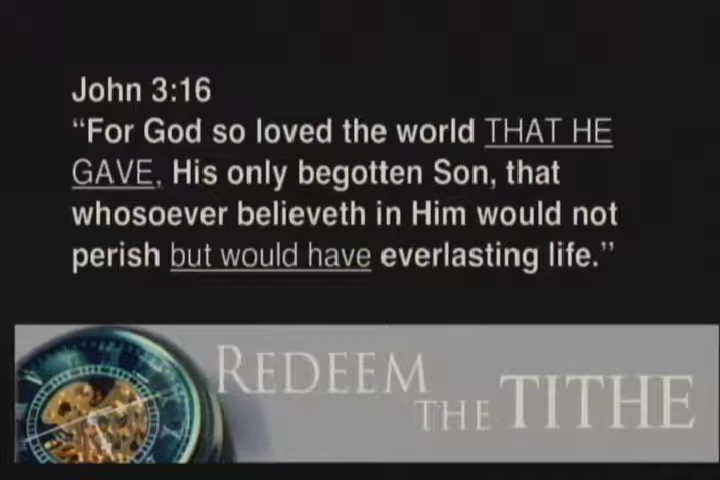 John 3:16
“For God so loved the world THAT HE
GAVE, His only begotten Son, that
whosoever believeth in Him would not
perish but would have everlasting life.”
REDEEM
THE TITHE